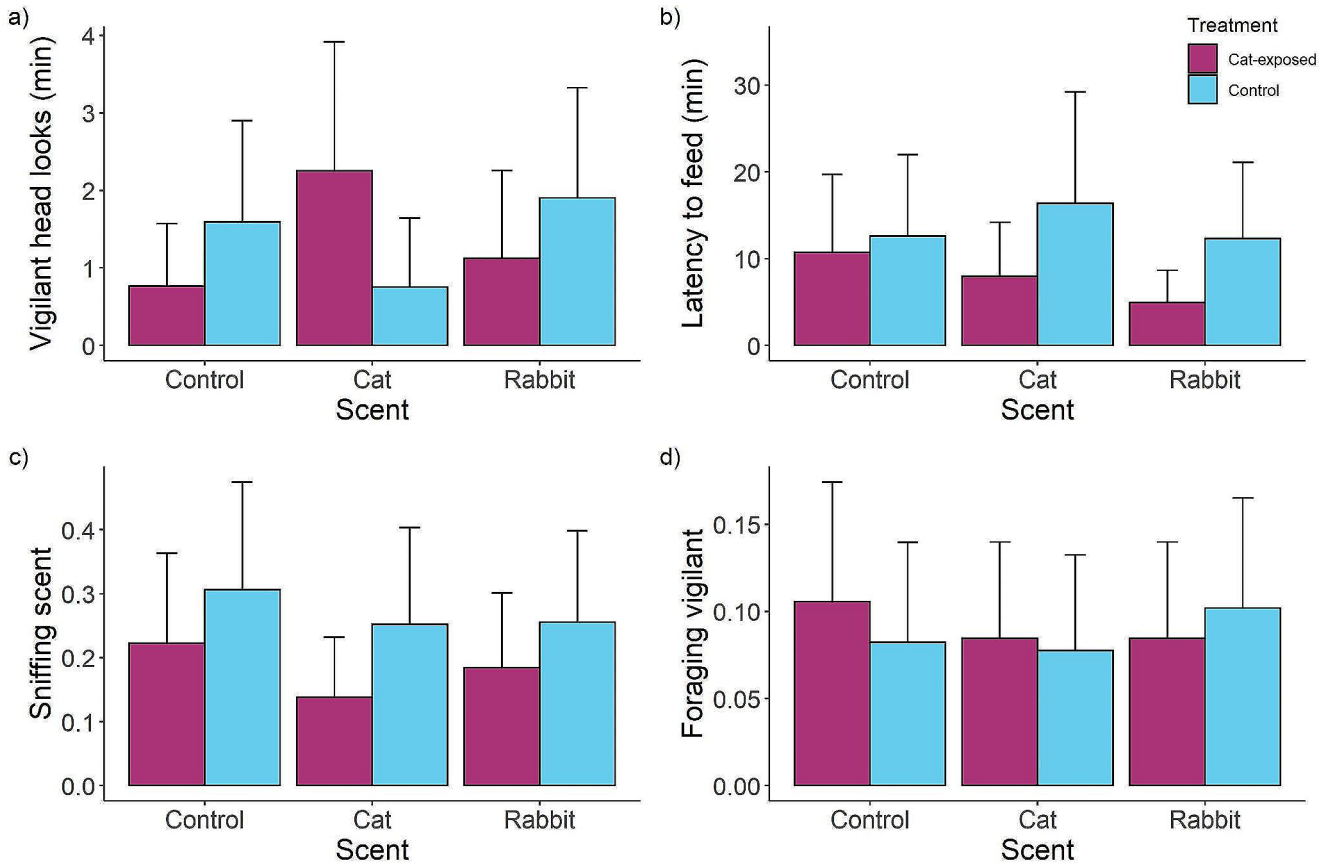 a)
Vigilant head looks (min)
4
3
2
1
0
Control Cat Rabbit
Scent
b)
Latency to feed (min)
30
20
10
0
Control Cat Rabbit
Scent
Treatment
Cat-exposed
Control
c)
Sniffing scent
0.4
0.3
0.2
0.1
0.0
Control Cat Rabbit
Scent
d)
Foraging vigilant
0.15
0.10
0.05
0.00
Control Cat Rabbit
Scent